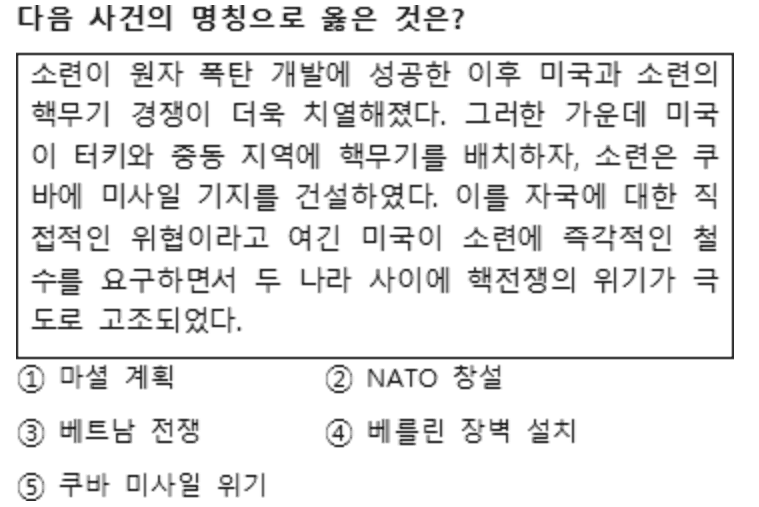 다음 사건의 명칭으로 옳은 것은?
소련이 원자 폭탄 개발에 성공한 이후 미국과 소련의
핵무기 경쟁이 더욱 치열해졌다. 그러한 가운데 미국
이 터키와 중동 지역에 핵무기를 배치하자, 소련은 쿠
바에 미사일 기지를 건설하였다. 이를 자국에 대한 직
접적인 위협이라고 여긴 미국이 소련에 즉각적인 철
수를 요구하면서 두 나라 사이에 핵전쟁의 위기가 극
도로 고조되었다.
① 마셜 계획 ② NATO 창설
③ 베트남 전쟁 ④ 베를린 장벽 설치
⑤ 쿠바 미사일 위기